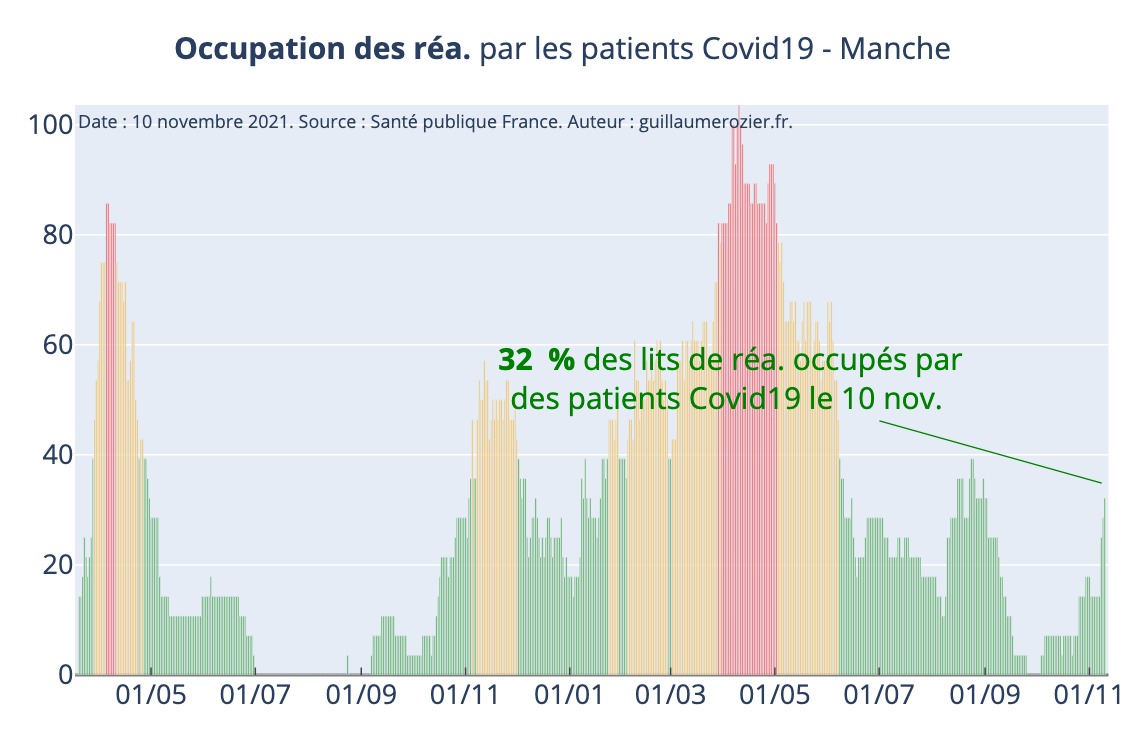 Occupation des réa. par les patients Covid19 - Manche
Date : 10 novembre 2021. Source : Santé publique France. Auteur : guillaumerozier.fr.
100
80
60
40
20
0
32 % des lits de réa. occupés par
des patients Covid19 le 10 nov.
01/05 01/07 01/09 01/11 01/01 01/03 01/05 01/07 01/09 01/11